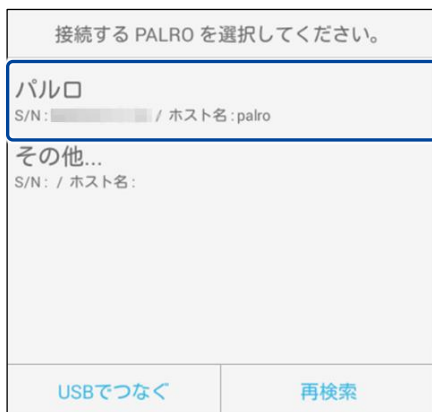 接続する PALRO を選択してください。
パルロ
S/N: / ホスト名:palro
その他...
S/N: / ホスト名:
USBでつなぐ
再検索